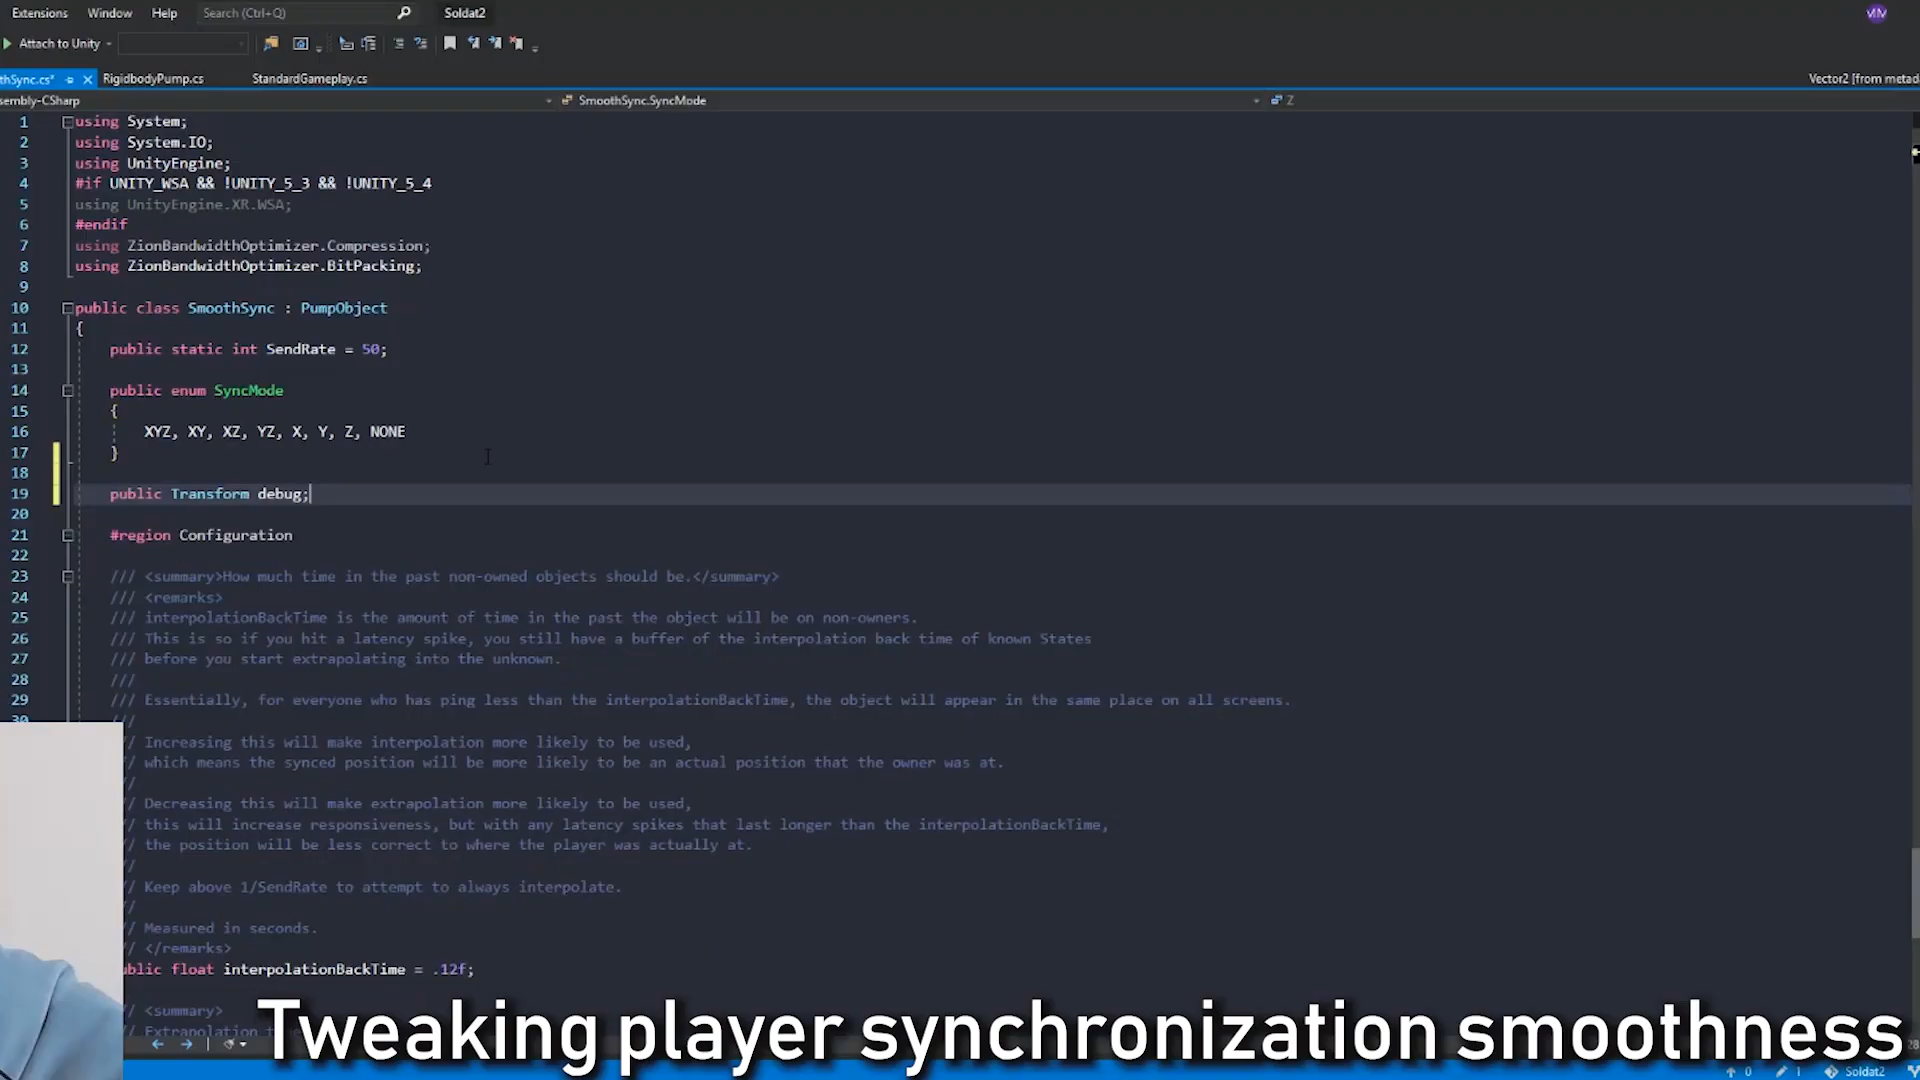 Extensions Window Help Search (Ctrl+Q) Soldat2
Attach to Unity
thSync.cs* RigidbodyPump.cs StandardGameplay.cs Vector2 [from metad
sembly-CSharp SmoothSync.SyncMode Z
1 using System;
2 using System.IO;
3 using UnityEngine;
4 #if UNITY_WSA && !UNITY_5_3 && !UNITY_5_4
5 using UnityEngine.XR.WSA;
6 #endif
7 using ZionBandwidthOptimizer.Compression;
8 using ZionBandwidthOptimizer.BitPacking;
9
10 public class SmoothSync : PumpObject
11 {
12 public static int SendRate = 50;
13
14 public enum SyncMode
15 {
16 XYZ, XY, XZ, YZ, X, Y, Z, NONE
17 }
18
19 public Transform debug;
20
21 #region Configuration
22
23 /// <summary>How much time in the past non-owned objects should be.</summary>
24 /// <remarks>
25 /// interpolationBackTime is the amount of time in the past the object will be on non-owners.
26 /// This is so if you hit a latency spike, you still have a buffer of the interpolation back time of known States
27 /// before you start extrapolating into the unknown.
28 ///
29 /// Essentially, for everyone who has ping less than the interpolationBackTime, the object will appear in the same place on all screens.
30 ///
// Increasing this will make interpolation more likely to be used,
// which means the synced position will be more likely to be an actual position that the owner was at.
//
// Decreasing this will make extrapolation more likely to be used,
// this will increase responsiveness, but with any latency spikes that last longer than the interpolationBackTime,
// the position will be less correct to where the player was actually at.
//
// Keep above 1/SendRate to attempt to always interpolate.
//
// Measured in seconds.
// </remarks>
ublic float interpolationBackTime = .12f;
// <summary>
// Extrapolation
Tweaking player synchronization smoothness
0 1 Soldat2